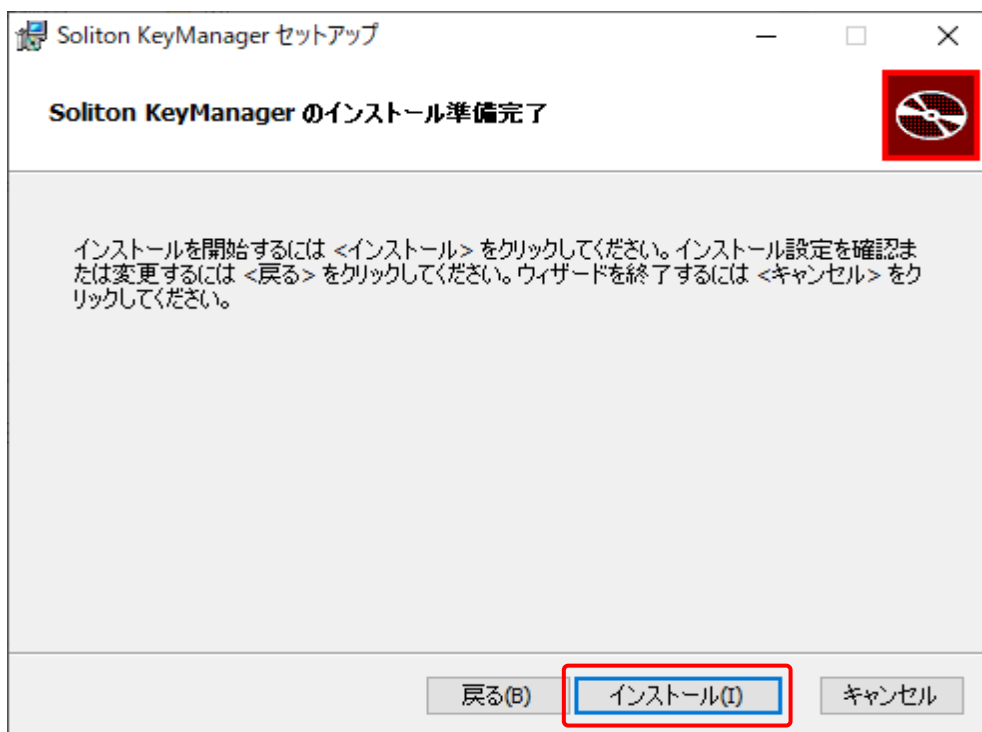 Soliton KeyManager セットアップ
Soliton KeyManager のインストール準備完了
インストールを開始するには <インストール> をクリックしてください。インストール設定を確認ま
たは変更するには <戻る> をクリックしてください。ウィザードを終了するには <キャンセル> をク
リックしてください。
戻る(B)
インストール(I)
キャンセル